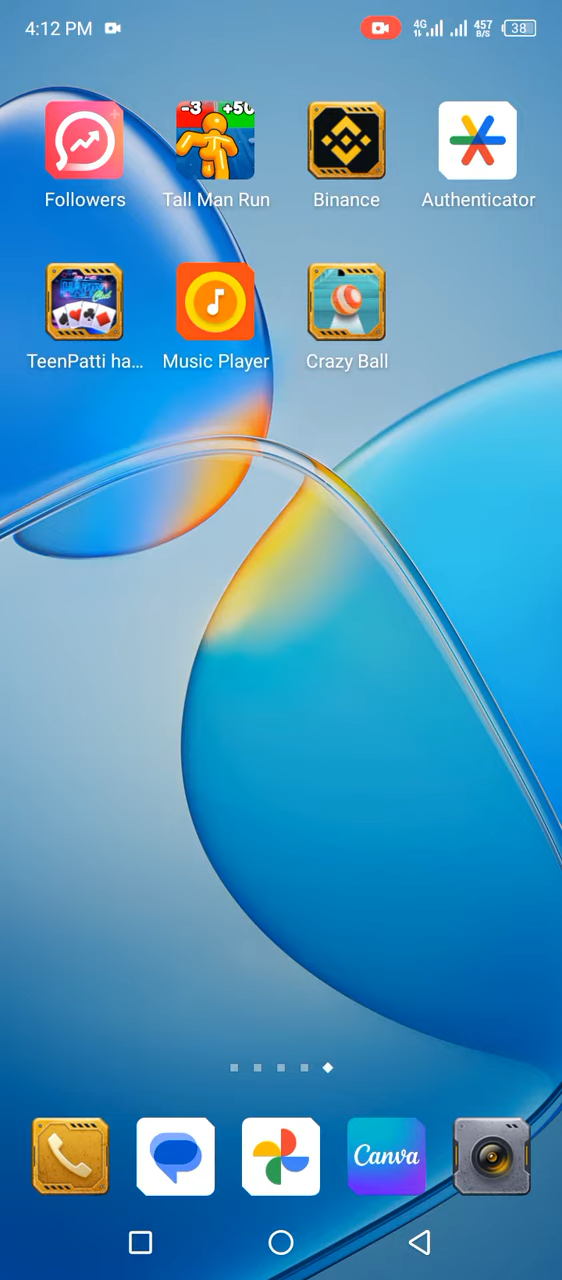 4:12 PM
4G
457
B/S
38
-3 +50
Followers
Tall Man Run
Binance
Authenticator
TeenPatti ha...
Music Player
Crazy Ball
Canva